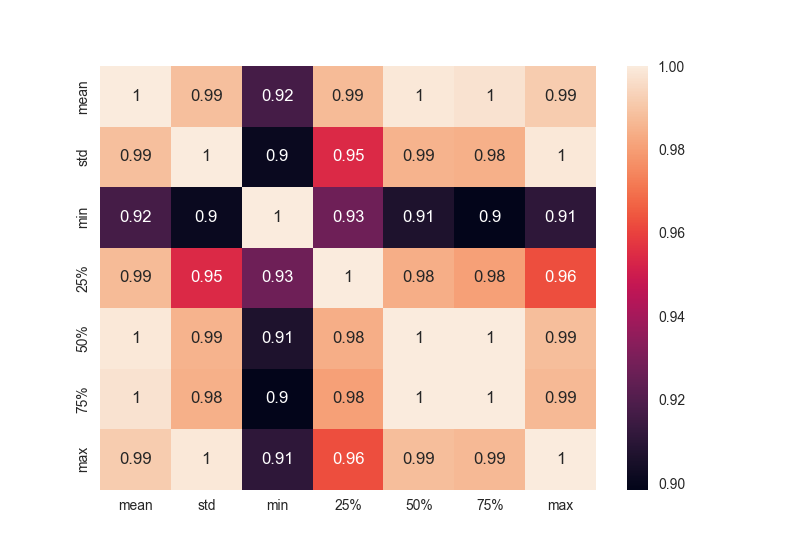 mean 1 0.99 0.92 0.99 1 1 0.99 1.00
std 0.99 1 0.9 0.95 0.99 0.98 1 0.98
min 0.92 0.9 1 0.93 0.91 0.9 0.91 0.96
25% 0.99 0.95 0.93 1 0.98 0.98 0.96 0.94
50% 1 0.99 0.91 0.98 1 1 0.99
75% 1 0.98 0.9 0.98 1 1 0.99 0.92
max 0.99 1 0.91 0.96 0.99 0.99 1 0.90
mean std min 25% 50% 75% max